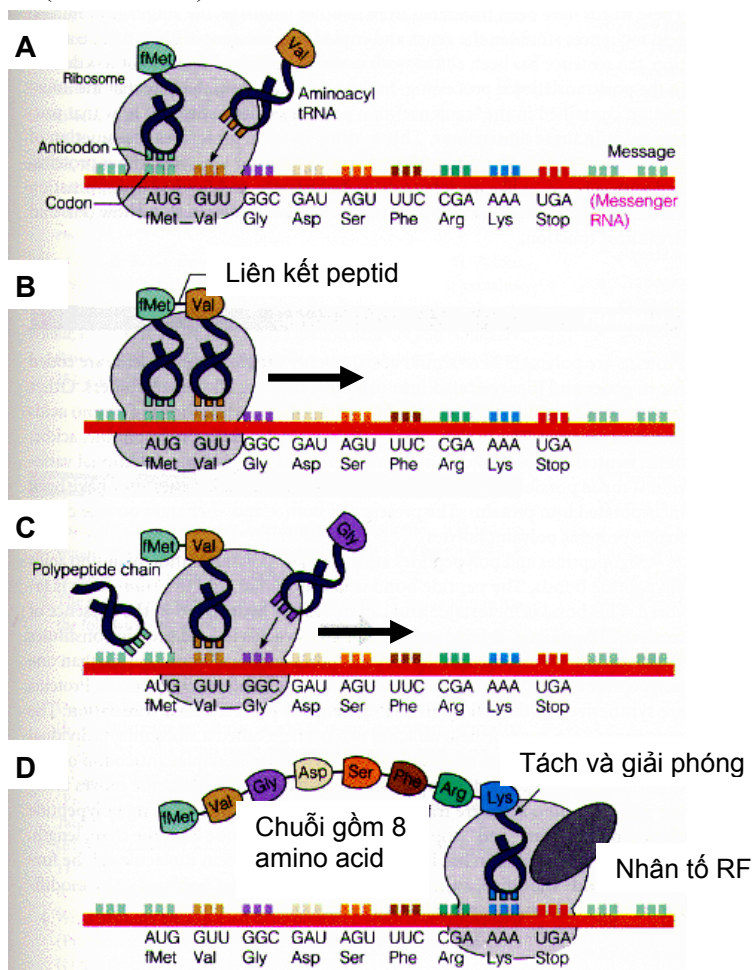 A
fMet
Val
Ribosome
Aminoacyl
tRNA
Anticodon
Message
Codon
AUG GUU GGC GAU AGU UUC CGA AAA UGA (Messenger
fMet Val Gly Asp Ser Phe Arg Lys Stop RNA)
B
Liên kết peptid
fMet Val
AUG GUU GGC GAU AGU UUC CGA AAA UGA
fMet Val Gly Asp Ser Phe Arg Lys Stop
C
fMet Val Gly
Polypeptide chain
AUG GUU GGC GAU AGU UUC CGA AAA UGA
fMet Val Gly Asp Ser Phe Arg Lys Stop
D
Tách và giải phóng
fMet Val Gly Asp Ser Phe Arg Lys
Chuỗi gồm 8
amino acid
Nhân tố RF
AUG GUU GGC GAU AGU UUC CGA AAA UGA
fMet Val Gly Asp Ser Phe Arg Lys Stop